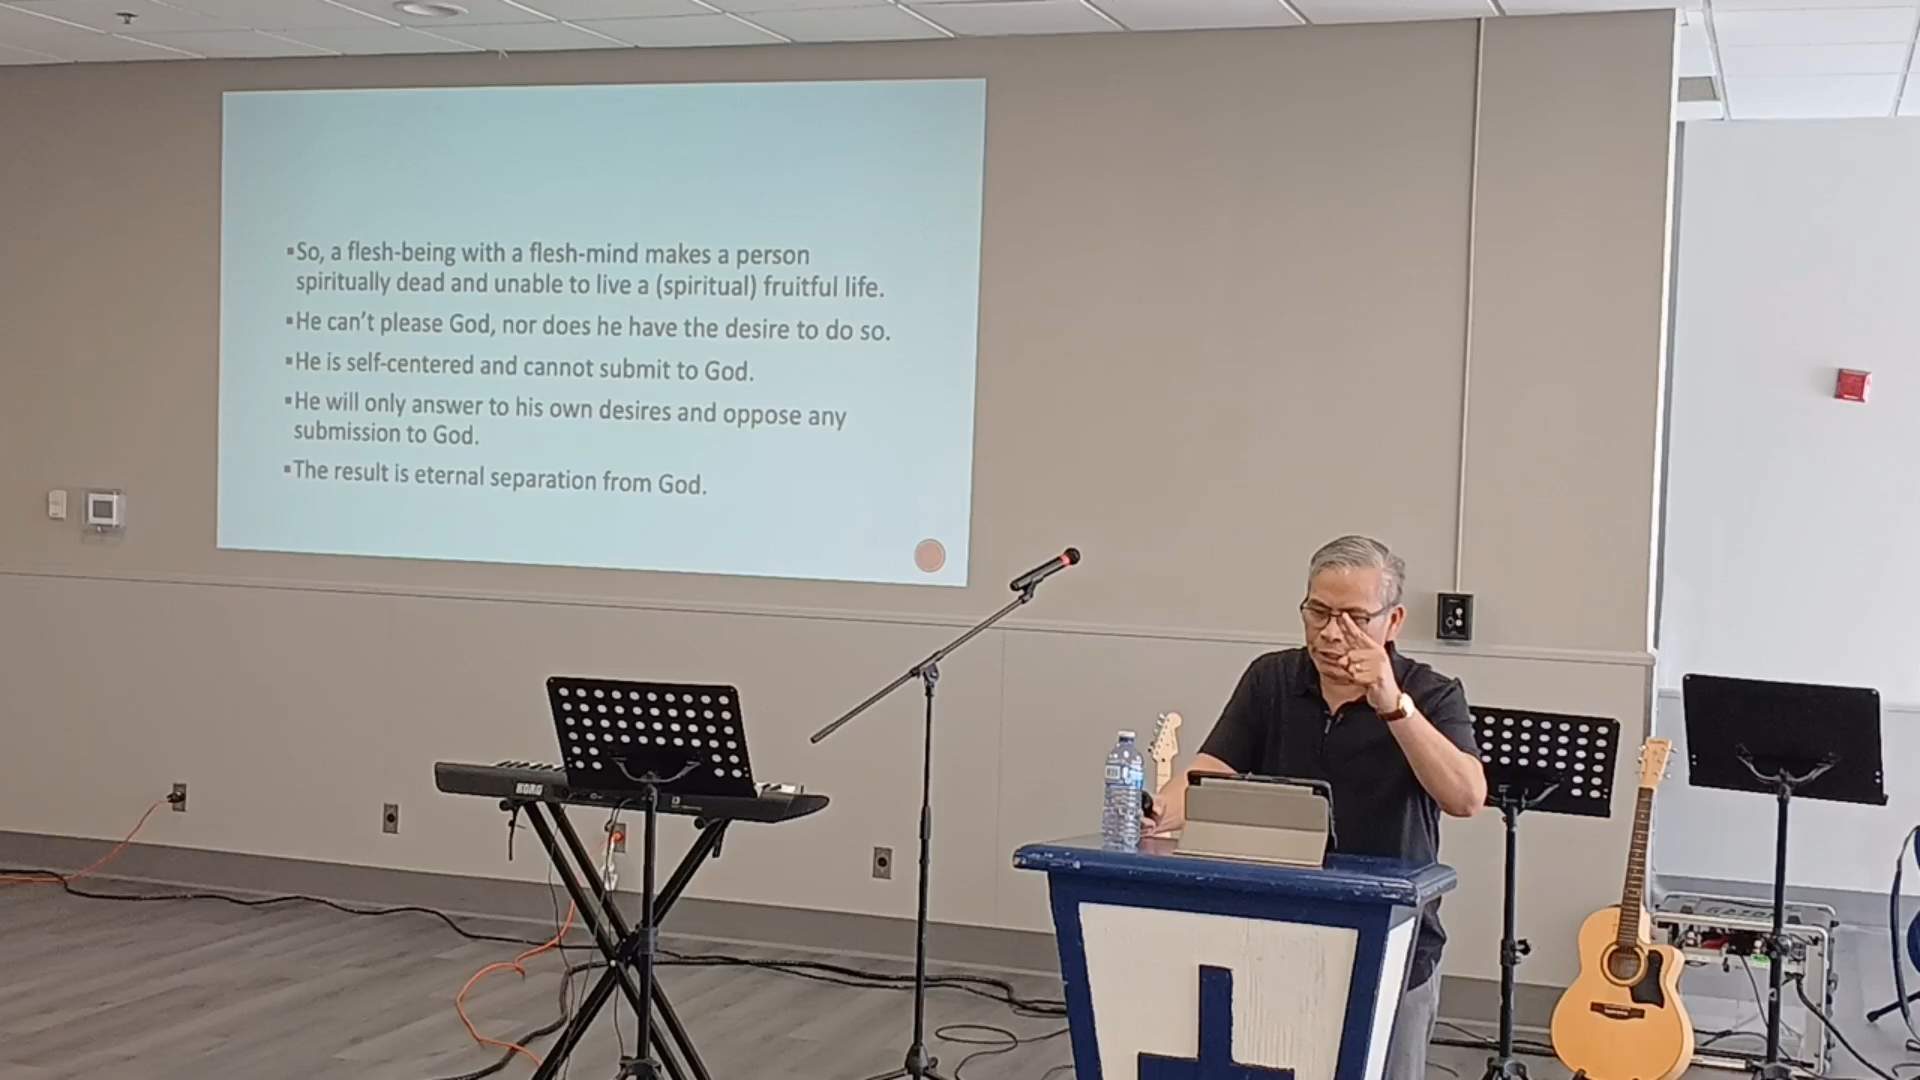 ▪So, a flesh-being with a flesh-mind makes a person
spiritually dead and unable to live a (spiritual) fruitful life.
▪He can't please God, nor does he have the desire to do so.
▪He is self-centered and cannot submit to God.
▪He will only answer to his own desires and oppose any
submission to God.
▪The result is eternal separation from God.
KORG